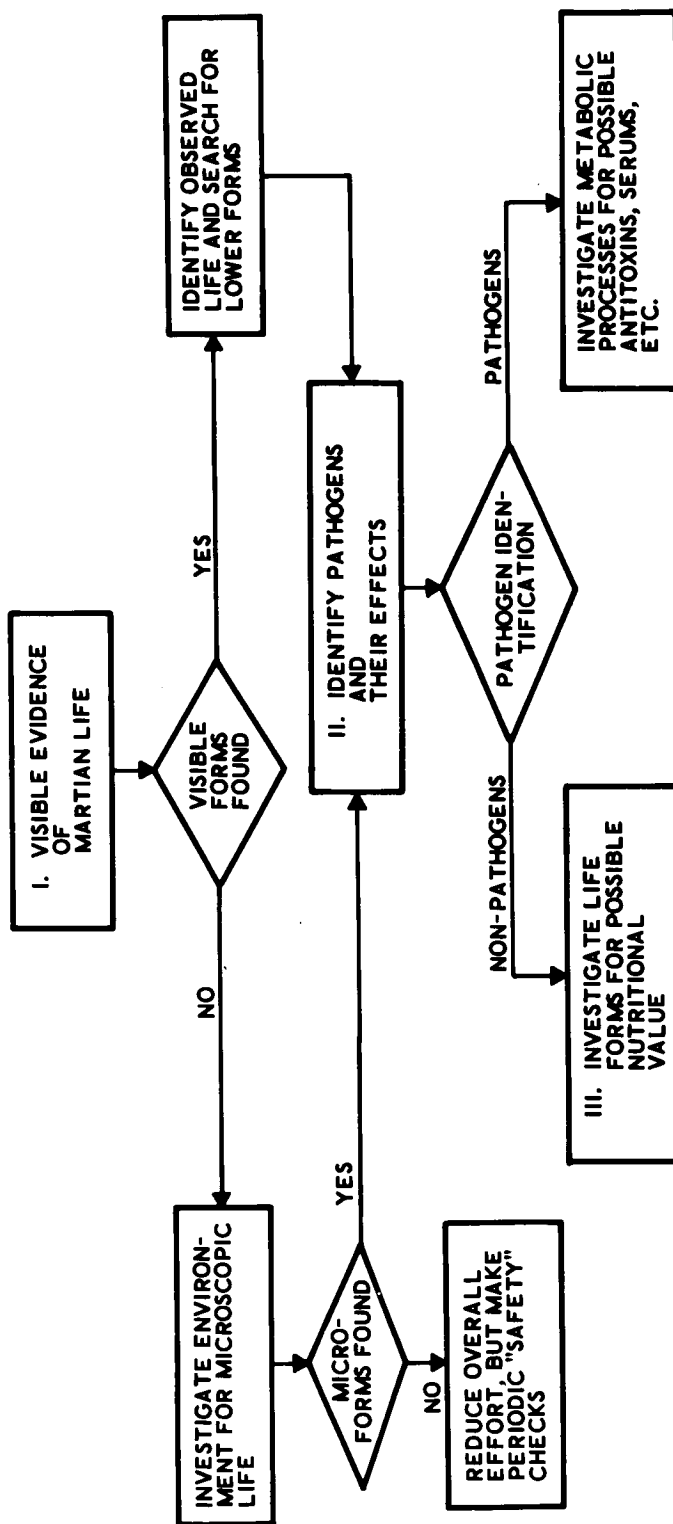 I. VISIBLE EVIDENCE
OF
MARTIAN LIFE
VISIBLE
FORMS
FOUND
NO
YES
INVESTIGATE ENVIRON-
MENT FOR MICROSCOPIC
LIFE
IDENTIFY OBSERVED
LIFE AND SEARCH FOR
LOWER FORMS
MICRO-
FORMS FOUND
YES
NO
REDUCE OVERALL
EFFORT, BUT MAKE
PERIODIC "SAFETY"
CHECKS
II. IDENTIFY PATHOGENS
AND
THEIR EFFECTS
PATHOGEN IDEN-
TIFICATION
NON-PATHOGENS
PATHOGENS
III. INVESTIGATE LIFE
FORMS FOR POSSIBLE
NUTRITIONAL
VALUE
INVESTIGATE METABOLIC
PROCESSES FOR POSSIBLE
ANTITOXINS, SERUMS,
ETC.